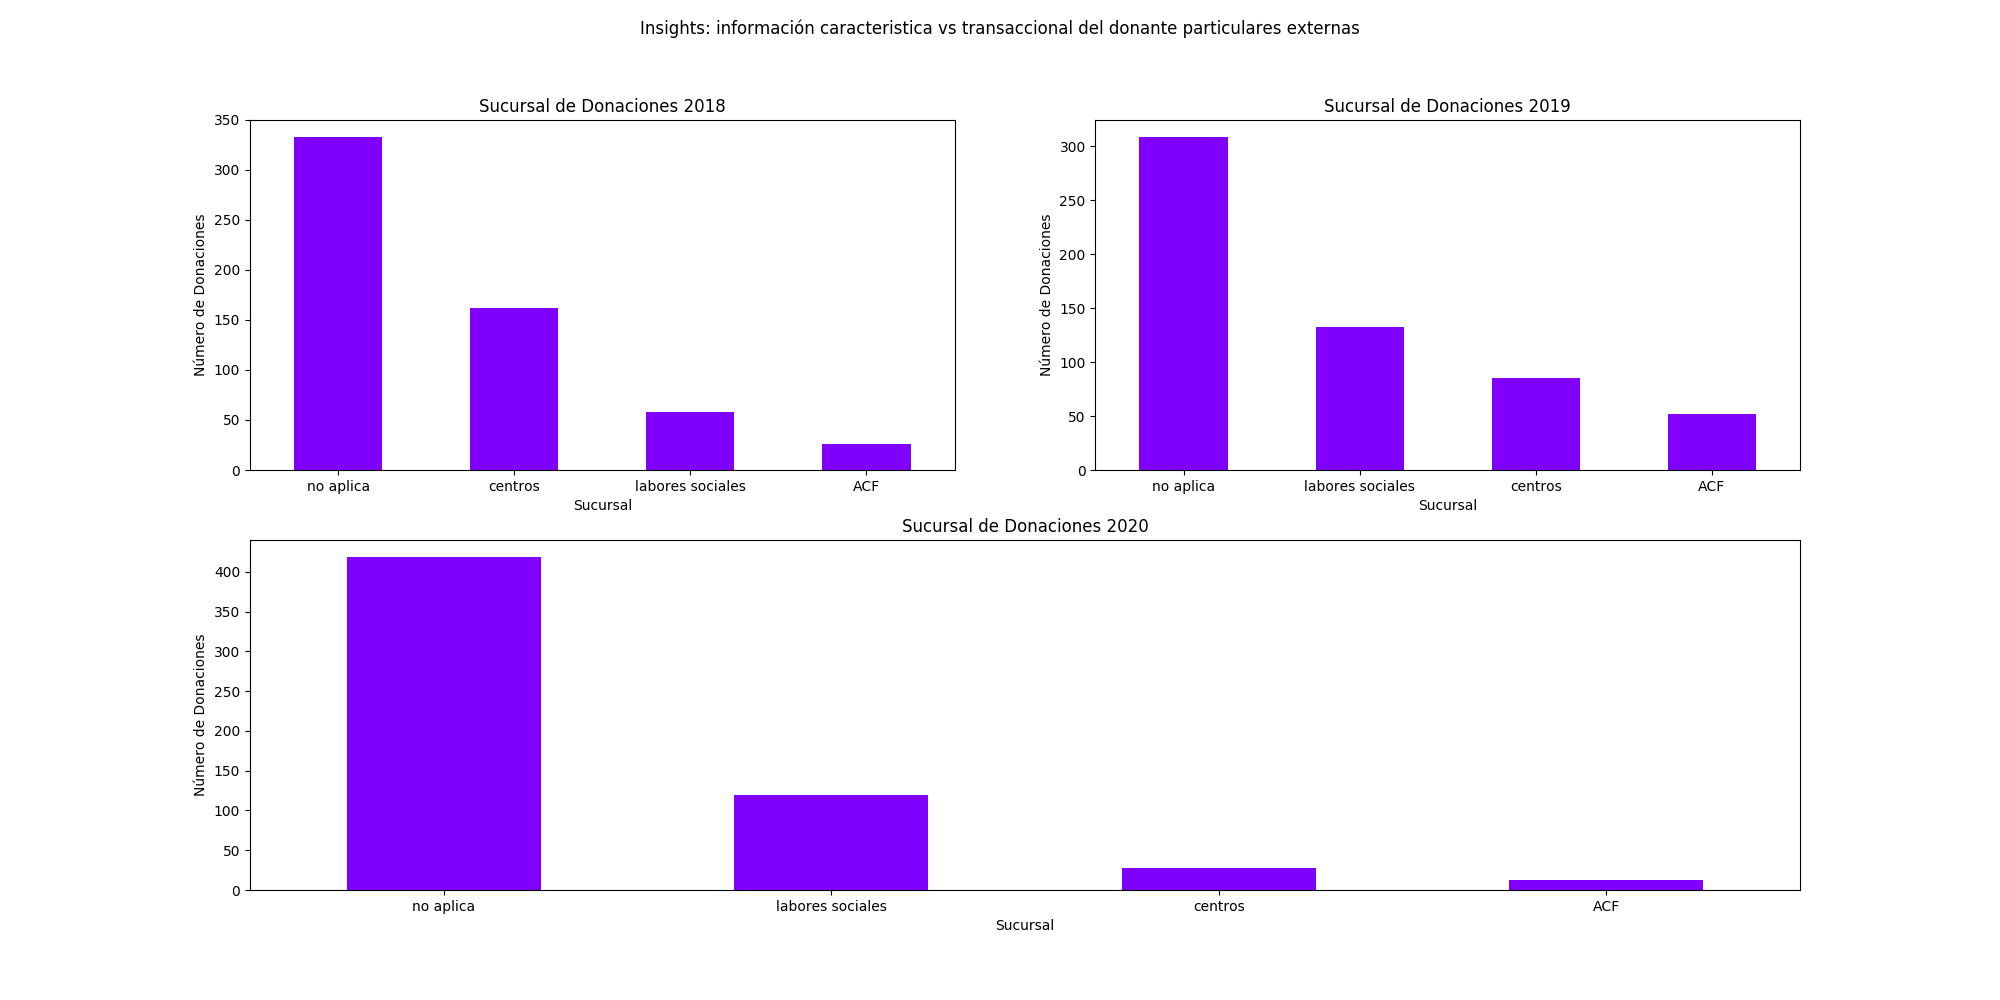 Insights: información caracteristica vs transaccional del donante particulares externas
Sucursal de Donaciones 2018
Número de Donaciones
350
300
250
200
150
100
50
0
no aplica centros labores sociales ACF
Sucursal
Sucursal de Donaciones 2019
Número de Donaciones
300
250
200
150
100
50
0
no aplica labores sociales centros ACF
Sucursal
Sucursal de Donaciones 2020
Número de Donaciones
400
350
300
250
200
150
100
50
0
no aplica labores sociales centros ACF
Sucursal